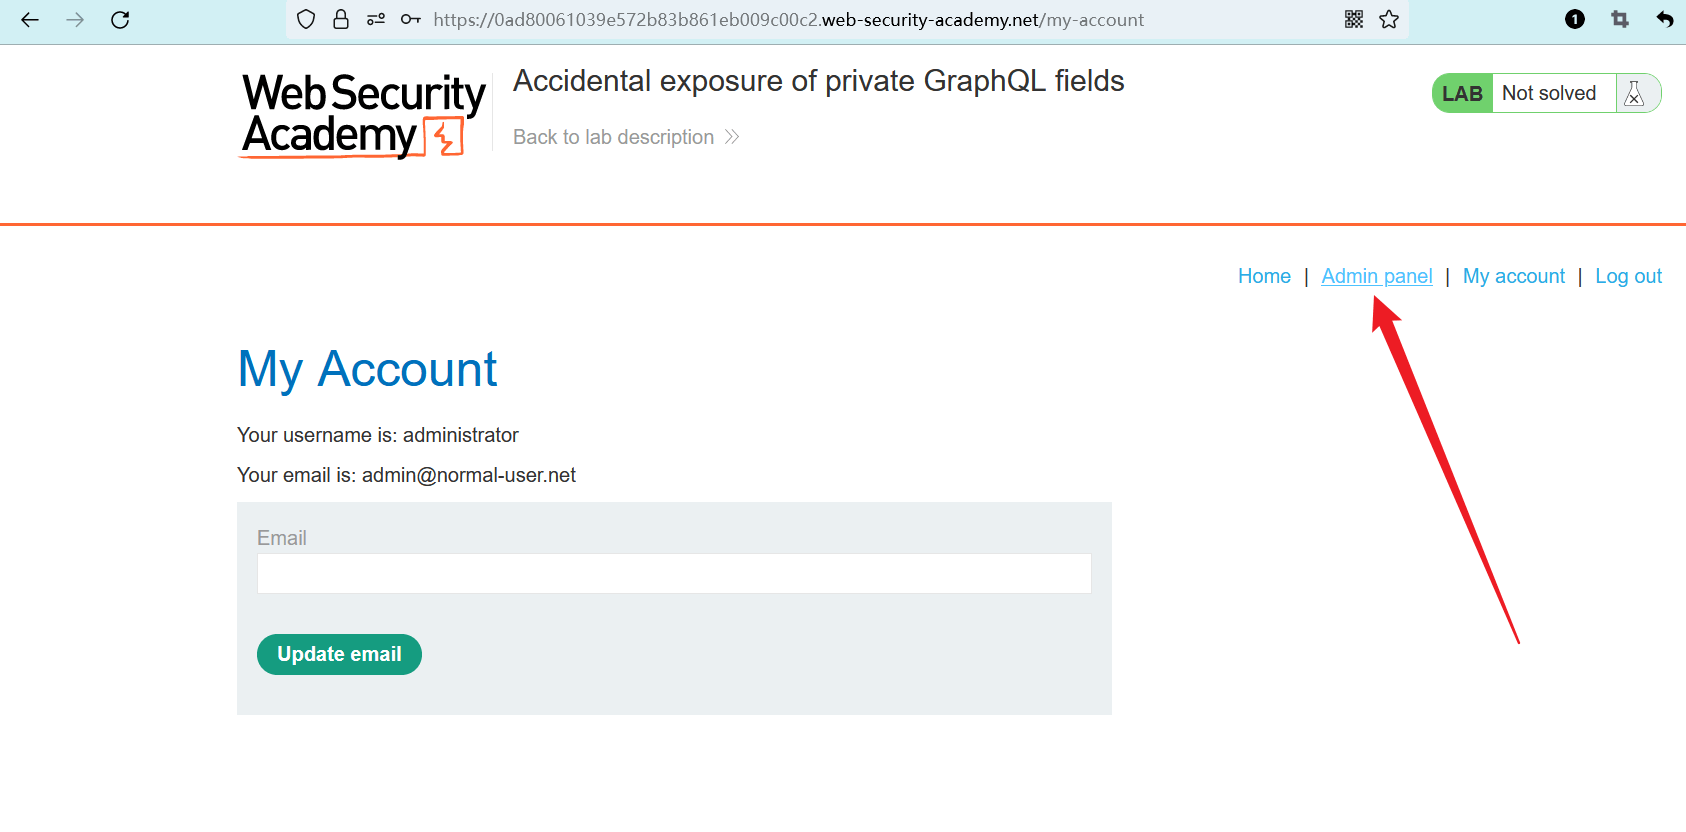 https://0ad80061039e572b83b861eb009c00c2.web-security-academy.net/my-account
1
Web Security
Academy
Accidental exposure of private GraphQL fields
Back to lab description
LAB Not solved
Home | Admin panel | My account | Log out
My Account
Your username is: administrator
Your email is: admin@normal-user.net
Email
Update email